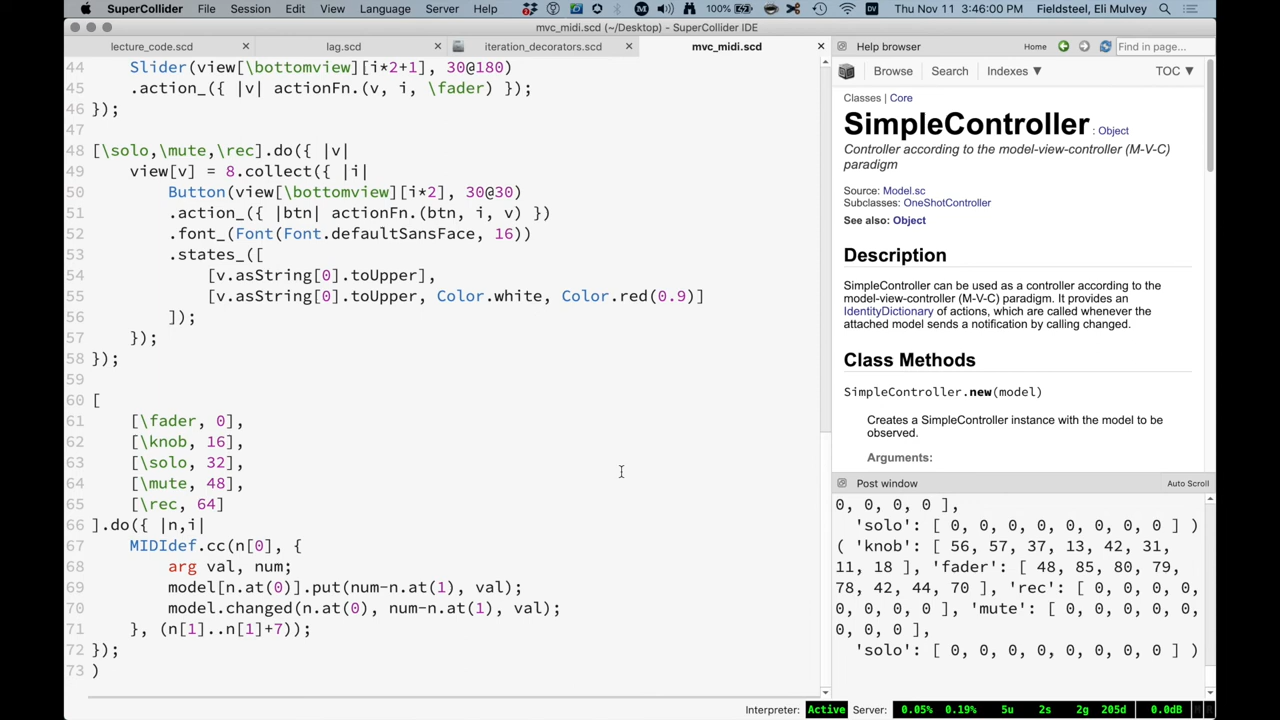 SuperCollider File Session Edit View Language Server Help 100% Thu Nov 11 3:46:00 PM Fieldsteel, Eli Mulvey
mvc_midi.scd (~/Desktop) - SuperCollider IDE
lecture_code.scd lag.scd iteration_decorators.scd mvc_midi.scd
44 Slider(view[\bottomview][i*2+1], 30@180)
45 .action_({ |v| actionFn.(v, i, \fader) });
46 });
47
48 [\solo,\mute,\rec].do({ |v|
49 view[v] = 8.collect({ |i|
50 Button(view[\bottomview][i*2], 30@30)
51 .action_({ |btn| actionFn.(btn, i, v) })
52 .font_(Font(Font.defaultSansFace, 16))
53 .states_([
54 [v.asString[0].toUpper],
55 [v.asString[0].toUpper, Color.white, Color.red(0.9)]
56 ]);
57 });
58 });
59
60 [
61 [\fader, 0],
62 [\knob, 16],
63 [\solo, 32],
64 [\mute, 48],
65 [\rec, 64]
66 ].do({ |n,i|
67 MIDIdef.cc(n[0], {
68 arg val, num;
69 model[n.at(0)].put(num-n.at(1), val);
70 model.changed(n.at(0), num-n.at(1), val);
71 }, (n[1]..n[1]+7));
72 });
73 )
Help browser Home Find in page...
Browse Search Indexes ▼ TOC ▼
Classes | Core
SimpleController : Object
Controller according to the model-view-controller (M-V-C)
paradigm
Source: Model.sc
Subclasses: OneShotController
See also: Object
Description
SimpleController can be used as a controller according to the
model-view-controller (M-V-C) paradigm. It provides an
IdentityDictionary of actions, which are called whenever the
attached model sends a notification by calling changed.
Class Methods
SimpleController.new(model)
Creates a SimpleController instance with the model to be
observed.
Arguments:
Post window Auto Scroll
0, 0, 0, 0 ],
'solo': [ 0, 0, 0, 0, 0, 0, 0, 0 ] )
( 'knob': [ 56, 57, 37, 13, 42, 31,
11, 18 ], 'fader': [ 48, 85, 80, 79,
78, 42, 44, 70 ], 'rec': [ 0, 0, 0, 0,
0, 0, 0, 0 ], 'mute': [ 0, 0, 0, 0, 0,
0, 0, 0 ],
'solo': [ 0, 0, 0, 0, 0, 0, 0, 0 ] )
Interpreter: Active Server: 0.05% 0.19% 5u 2s 2g 205d 0.0dB M R